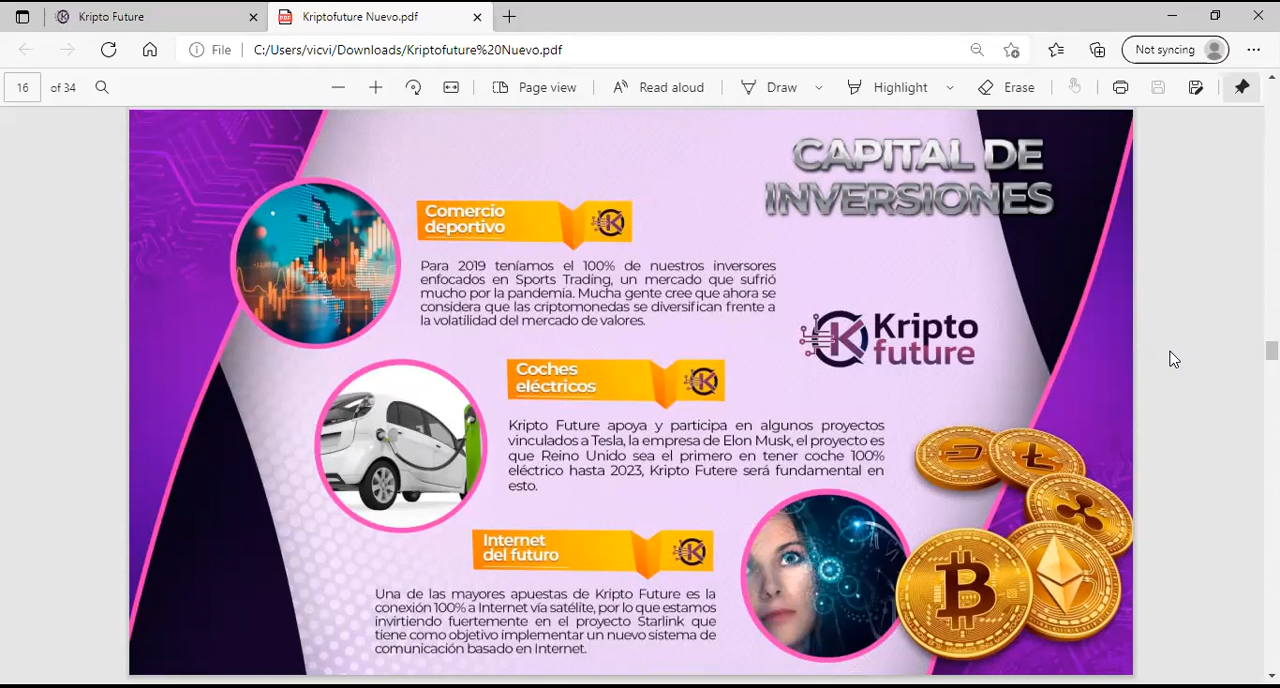 Kripto Future
Kriptofuture Nuevo.pdf
File
C:/Users/vicvi/Downloads/Kriptofuture%20Nuevo.pdf
Not syncing
16
of 34
Page view
Read aloud
Draw
Highlight
Erase
CAPITAL DE
INVERSIONES
Comercio
deportivo
Para 2019 teníamos el 100% de nuestros inversores
enfocados en Sports Trading, un mercado que sufrió
mucho por la pandemia. Mucha gente cree que ahora se
considera que las criptomonedas se diversifican frente a
la volatilidad del mercado de valores.
Kripto
future
Coches
eléctricos
Kripto Future apoya y participa en algunos proyectos
vinculados a Tesla, la empresa de Elon Musk, el proyecto es
que Reino Unido sea el primero en tener coche 100%
eléctrico hasta 2023, Kripto Futere será fundamental en
esto.
Internet
del futuro
Una de las mayores apuestas de Kripto Future es la
conexión 100% a Internet vía satélite, por lo que estamos
invirtiendo fuertemente en el proyecto Starlink que
tiene como objetivo implementar un nuevo sistema de
comunicación basado en Internet.